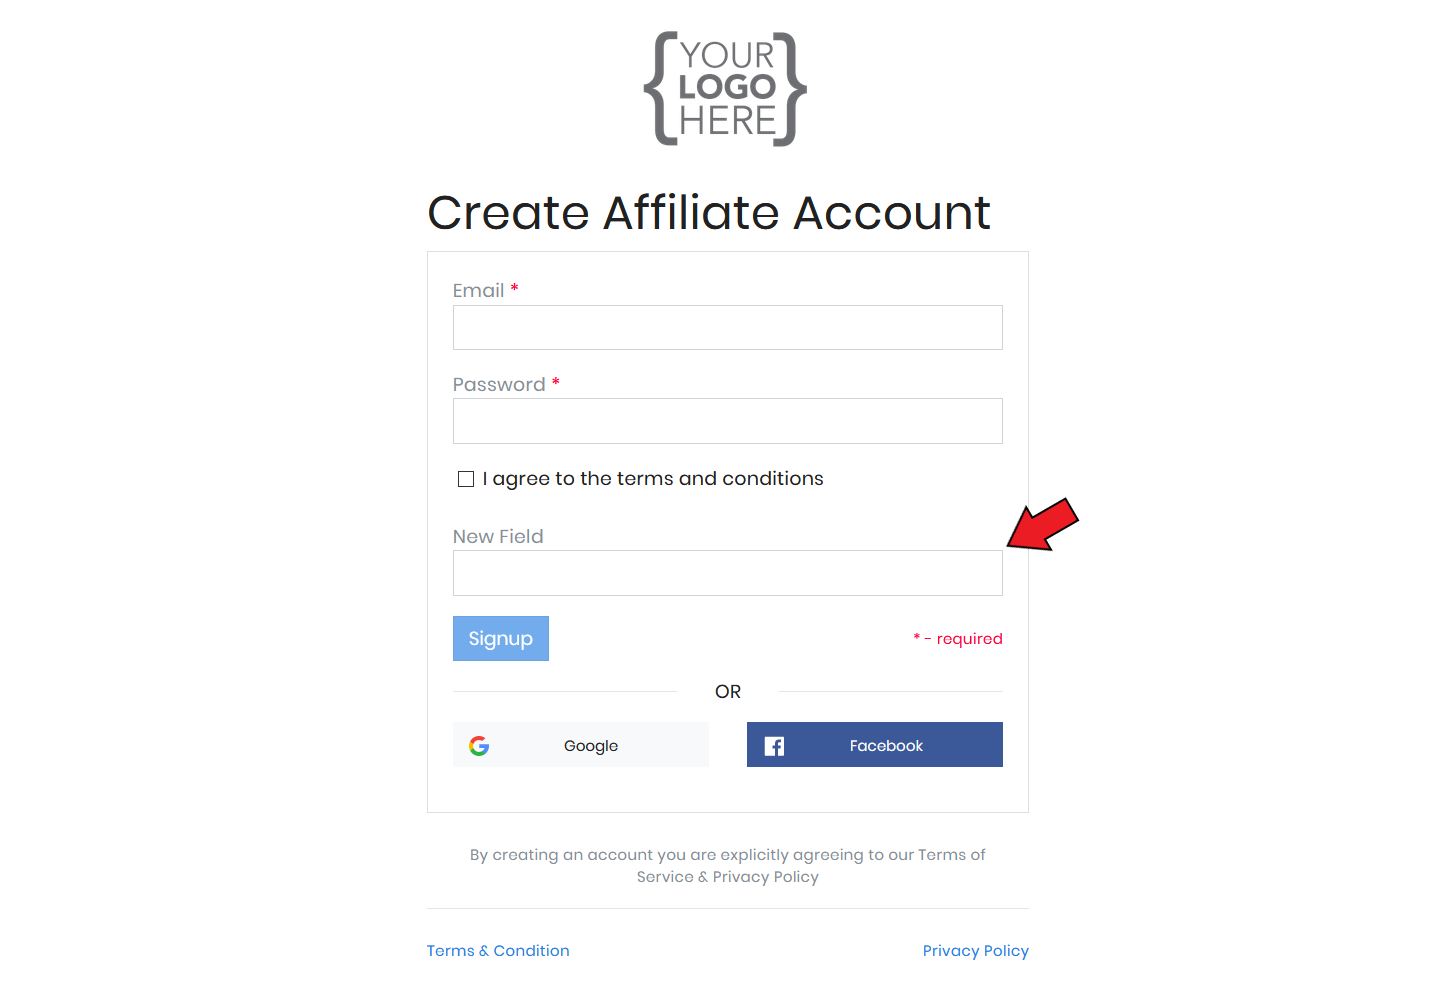 YOUR
LOGO
HERE
Create Affiliate Account
Email *
Password *
I agree to the terms and conditions
New Field
Signup
* - required
OR
Google
Facebook
By creating an account you are explicitly agreeing to our Terms of
Service & Privacy Policy
Terms & Condition
Privacy Policy